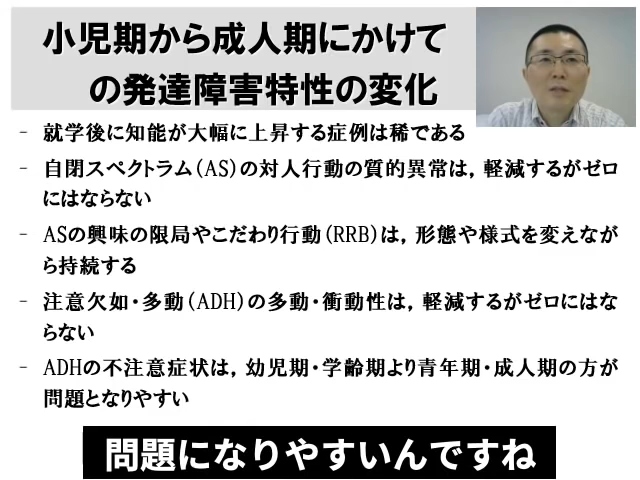 小児期から成人期にかけて
の発達障害特性の変化
- 就学後に知能が大幅に上昇する症例は稀である
- 自閉スペクトラム(AS)の対人行動の質的異常は，軽減するがゼロ
にはならない
- ASの興味の限局やこだわり行動(RRB)は，形態や様式を変えなが
ら持続する
- 注意欠如・多動(ADH)の多動・衝動性は，軽減するがゼロにはな
らない
- ADHの不注意症状は，幼児期・学齢期より青年期・成人期の方が
問題となりやすい
問題になりやすいんですね